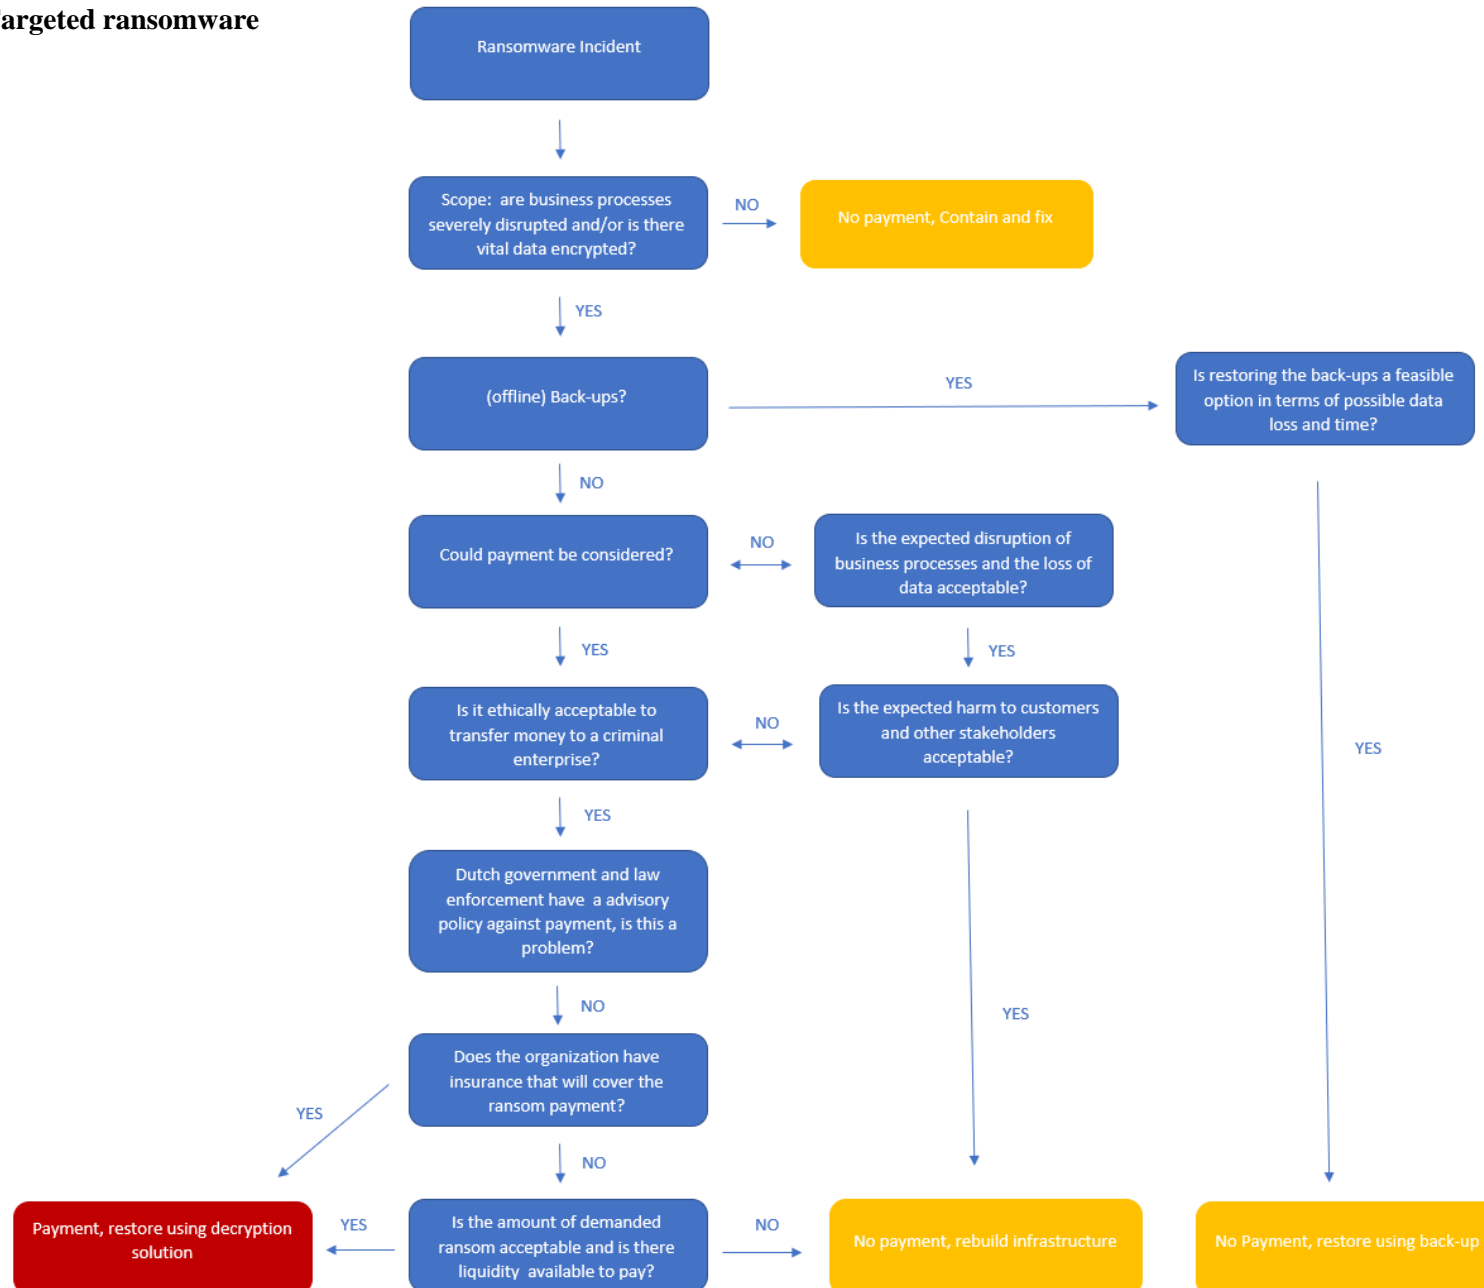 Targeted ransomware
Ransomware Incident
Scope: are business processes
severely disrupted and/or is there
vital data encrypted?
NO
No payment, Contain and fix
YES
(offline) Back-ups?
YES
Is restoring the back-ups a feasible
option in terms of possible data
loss and time?
NO
Could payment be considered?
NO
Is the expected disruption of
business processes and the loss of
data acceptable?
YES
YES
Is it ethically acceptable to
transfer money to a criminal
enterprise?
NO
Is the expected harm to customers
and other stakeholders
acceptable?
YES
YES
Dutch government and law
enforcement have a advisory
policy against payment, is this a
problem?
NO
YES
Does the organization have
insurance that will cover the
ransom payment?
YES
NO
Payment, restore using decryption
solution
YES
Is the amount of demanded
ransom acceptable and is there
liquidity available to pay?
NO
No payment, rebuild infrastructure
No Payment, restore using back-up